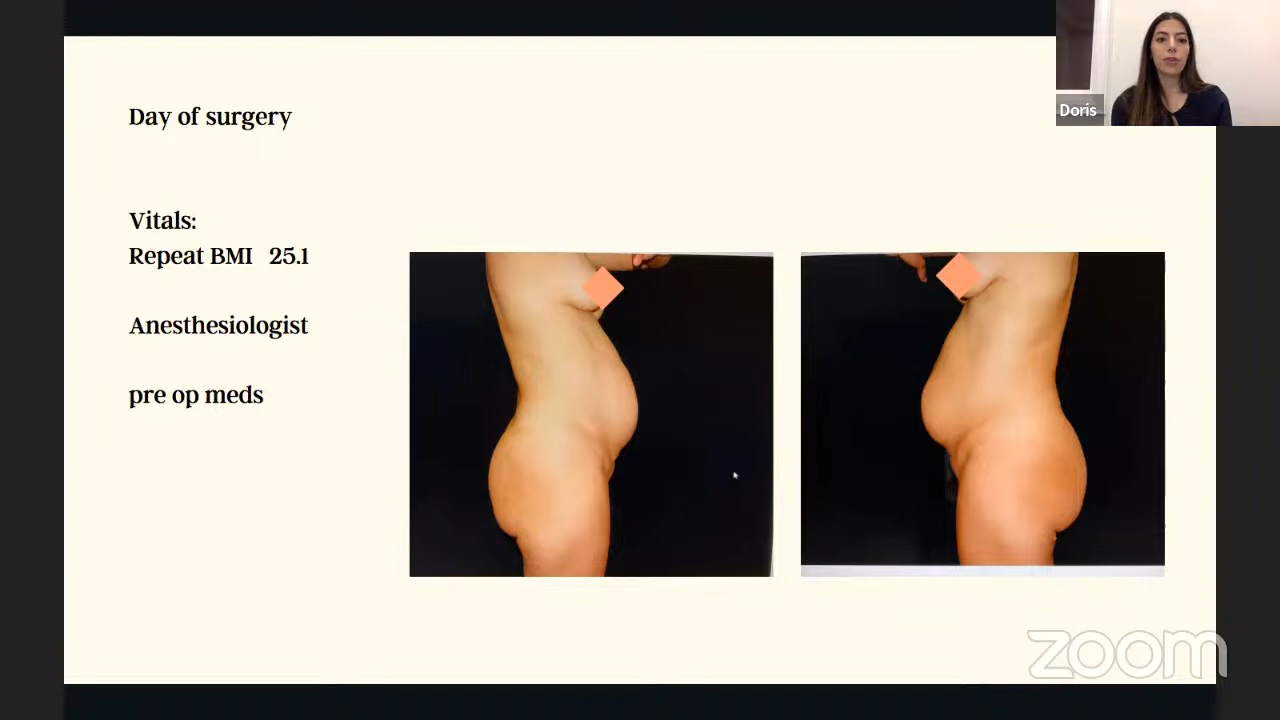 Doris
Day of surgery
Vitals:
Repeat BMI 25.1
Anesthesiologist
pre op meds
zoom